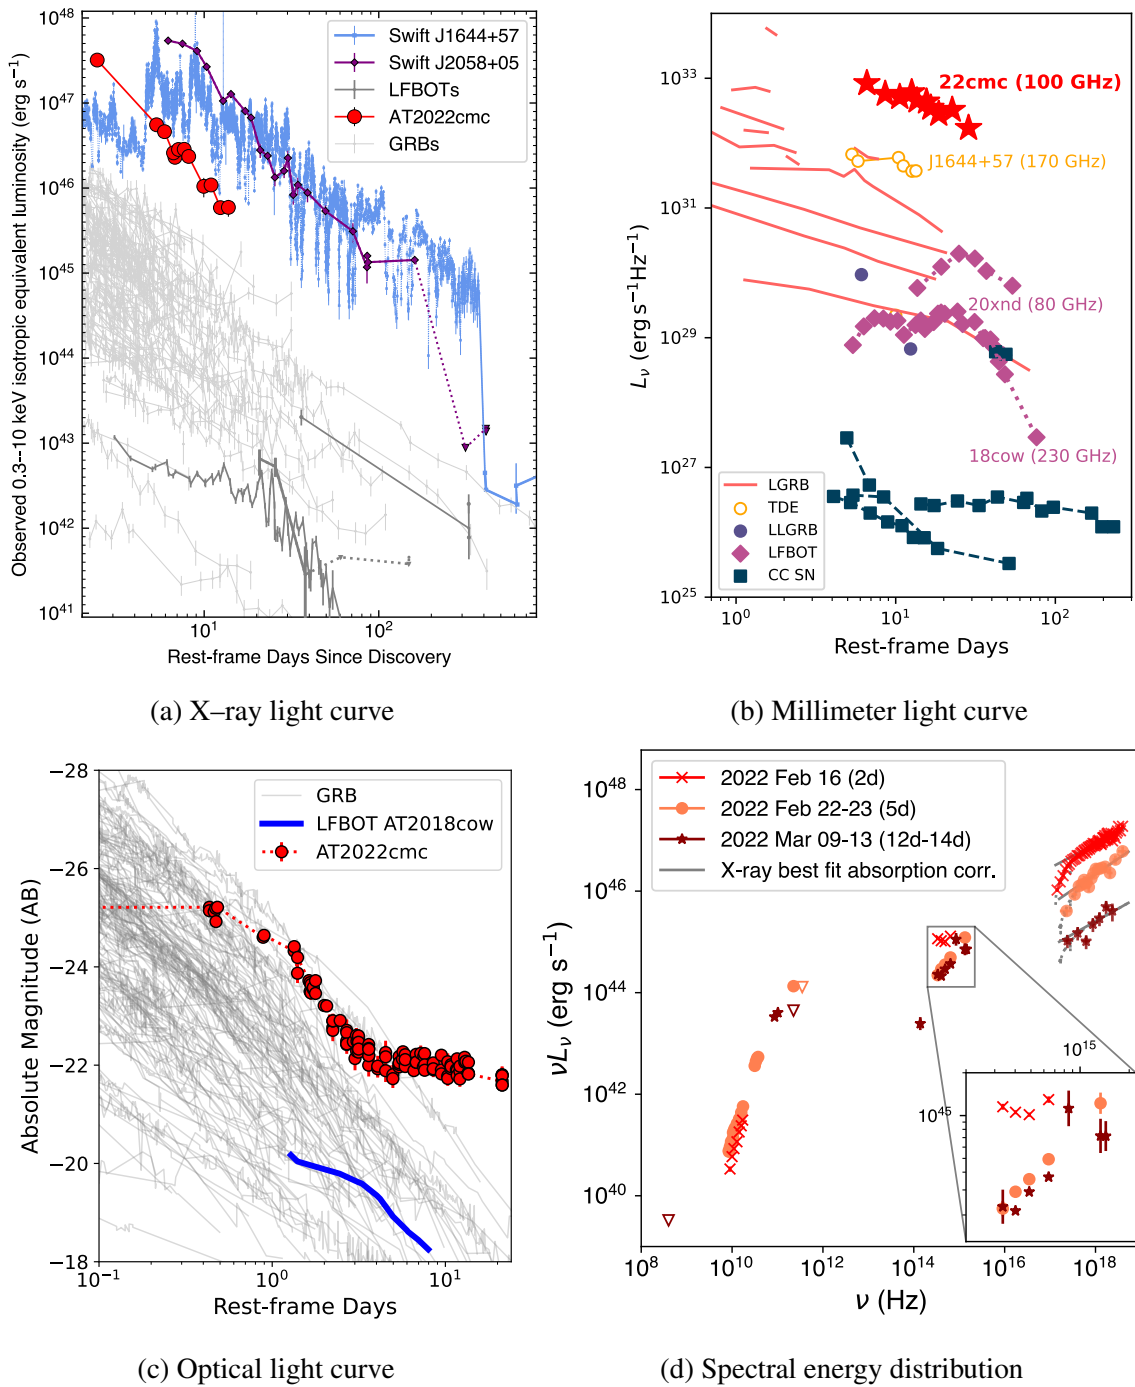 10^48
10^47
10^46
10^45
10^44
10^43
10^42
10^41
Observed 0.3--10 keV isotropic equivalent luminosity (erg s^−1)
Swift J1644+57
Swift J2058+05
LFBOTs
AT2022cmc
GRBs
10^1
10^2
Rest-frame Days Since Discovery
(a) X–ray light curve
10^33
10^31
10^29
10^27
10^25
L_ν (erg s^−1 Hz^−1)
22cmc (100 GHz)
J1644+57 (170 GHz)
20xnd (80 GHz)
18cow (230 GHz)
LGRB
TDE
LLGRB
LFBOT
CC SN
10^0
10^1
10^2
Rest-frame Days
(b) Millimeter light curve
−28
−26
−24
−22
−20
−18
Absolute Magnitude (AB)
GRB
LFBOT AT2018cow
AT2022cmc
10^−1
10^0
10^1
Rest-frame Days
(c) Optical light curve
10^48
10^46
10^44
10^42
10^40
νL_ν (erg s^−1)
2022 Feb 16 (2d)
2022 Feb 22-23 (5d)
2022 Mar 09-13 (12d-14d)
X-ray best fit absorption corr.
10^15
10^45
10^8
10^10
10^12
10^14
10^16
10^18
ν (Hz)
(d) Spectral energy distribution